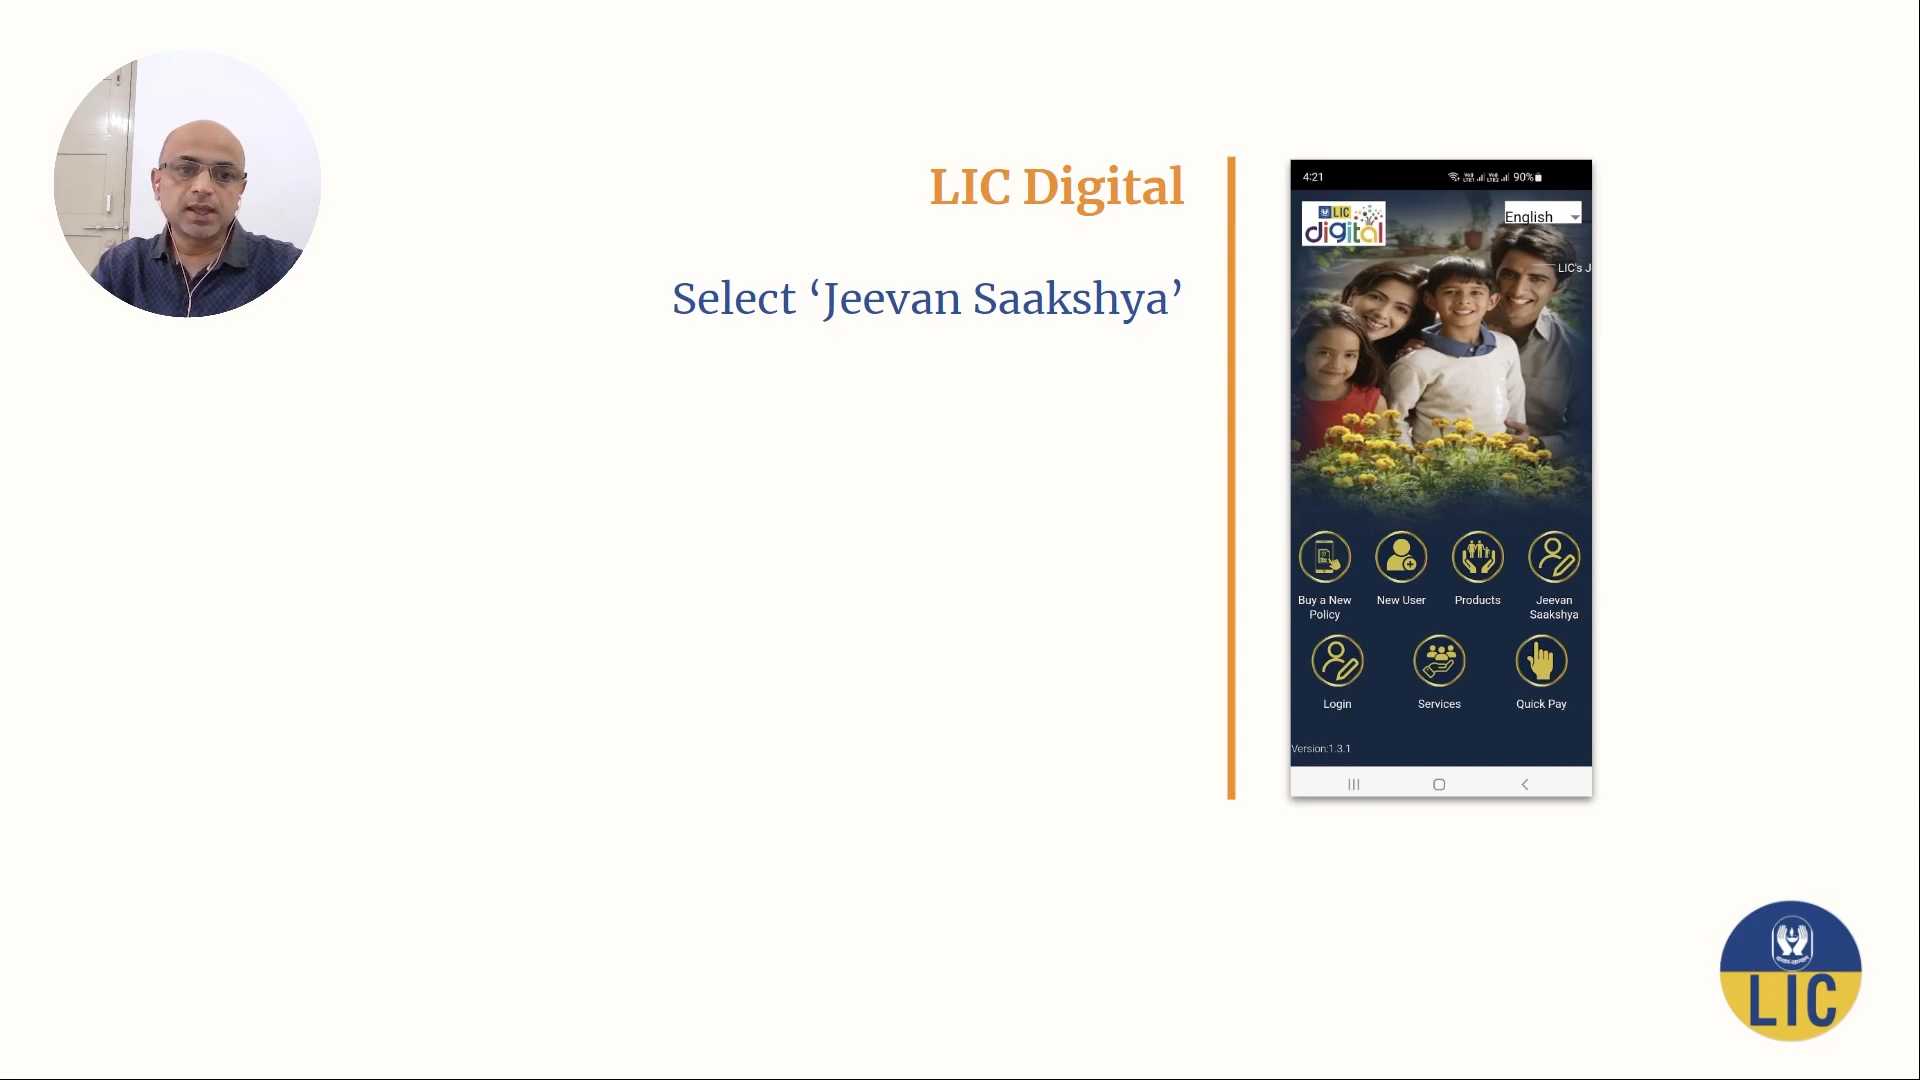 LIC Digital
Select ‘Jeevan Saakshya’
4:21
90%
LIC
digital
English
LIC's J
Buy a New
Policy
New User
Products
Jeevan
Saakshya
Login
Services
Quick Pay
Version:1.3.1
LIC